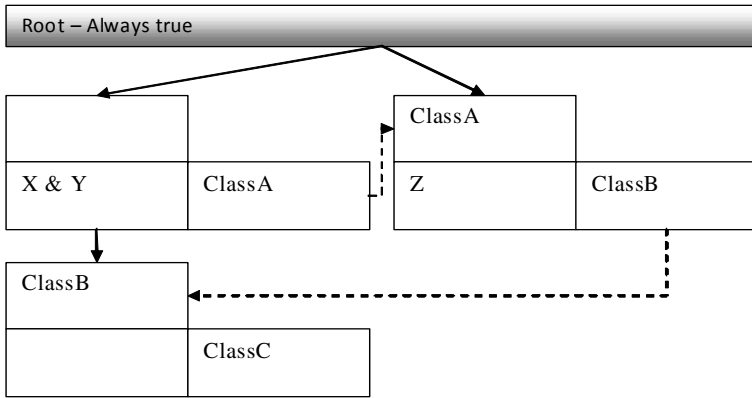 Root – Always true
ClassA
X & Y
ClassA
Z
ClassB
ClassB
ClassC